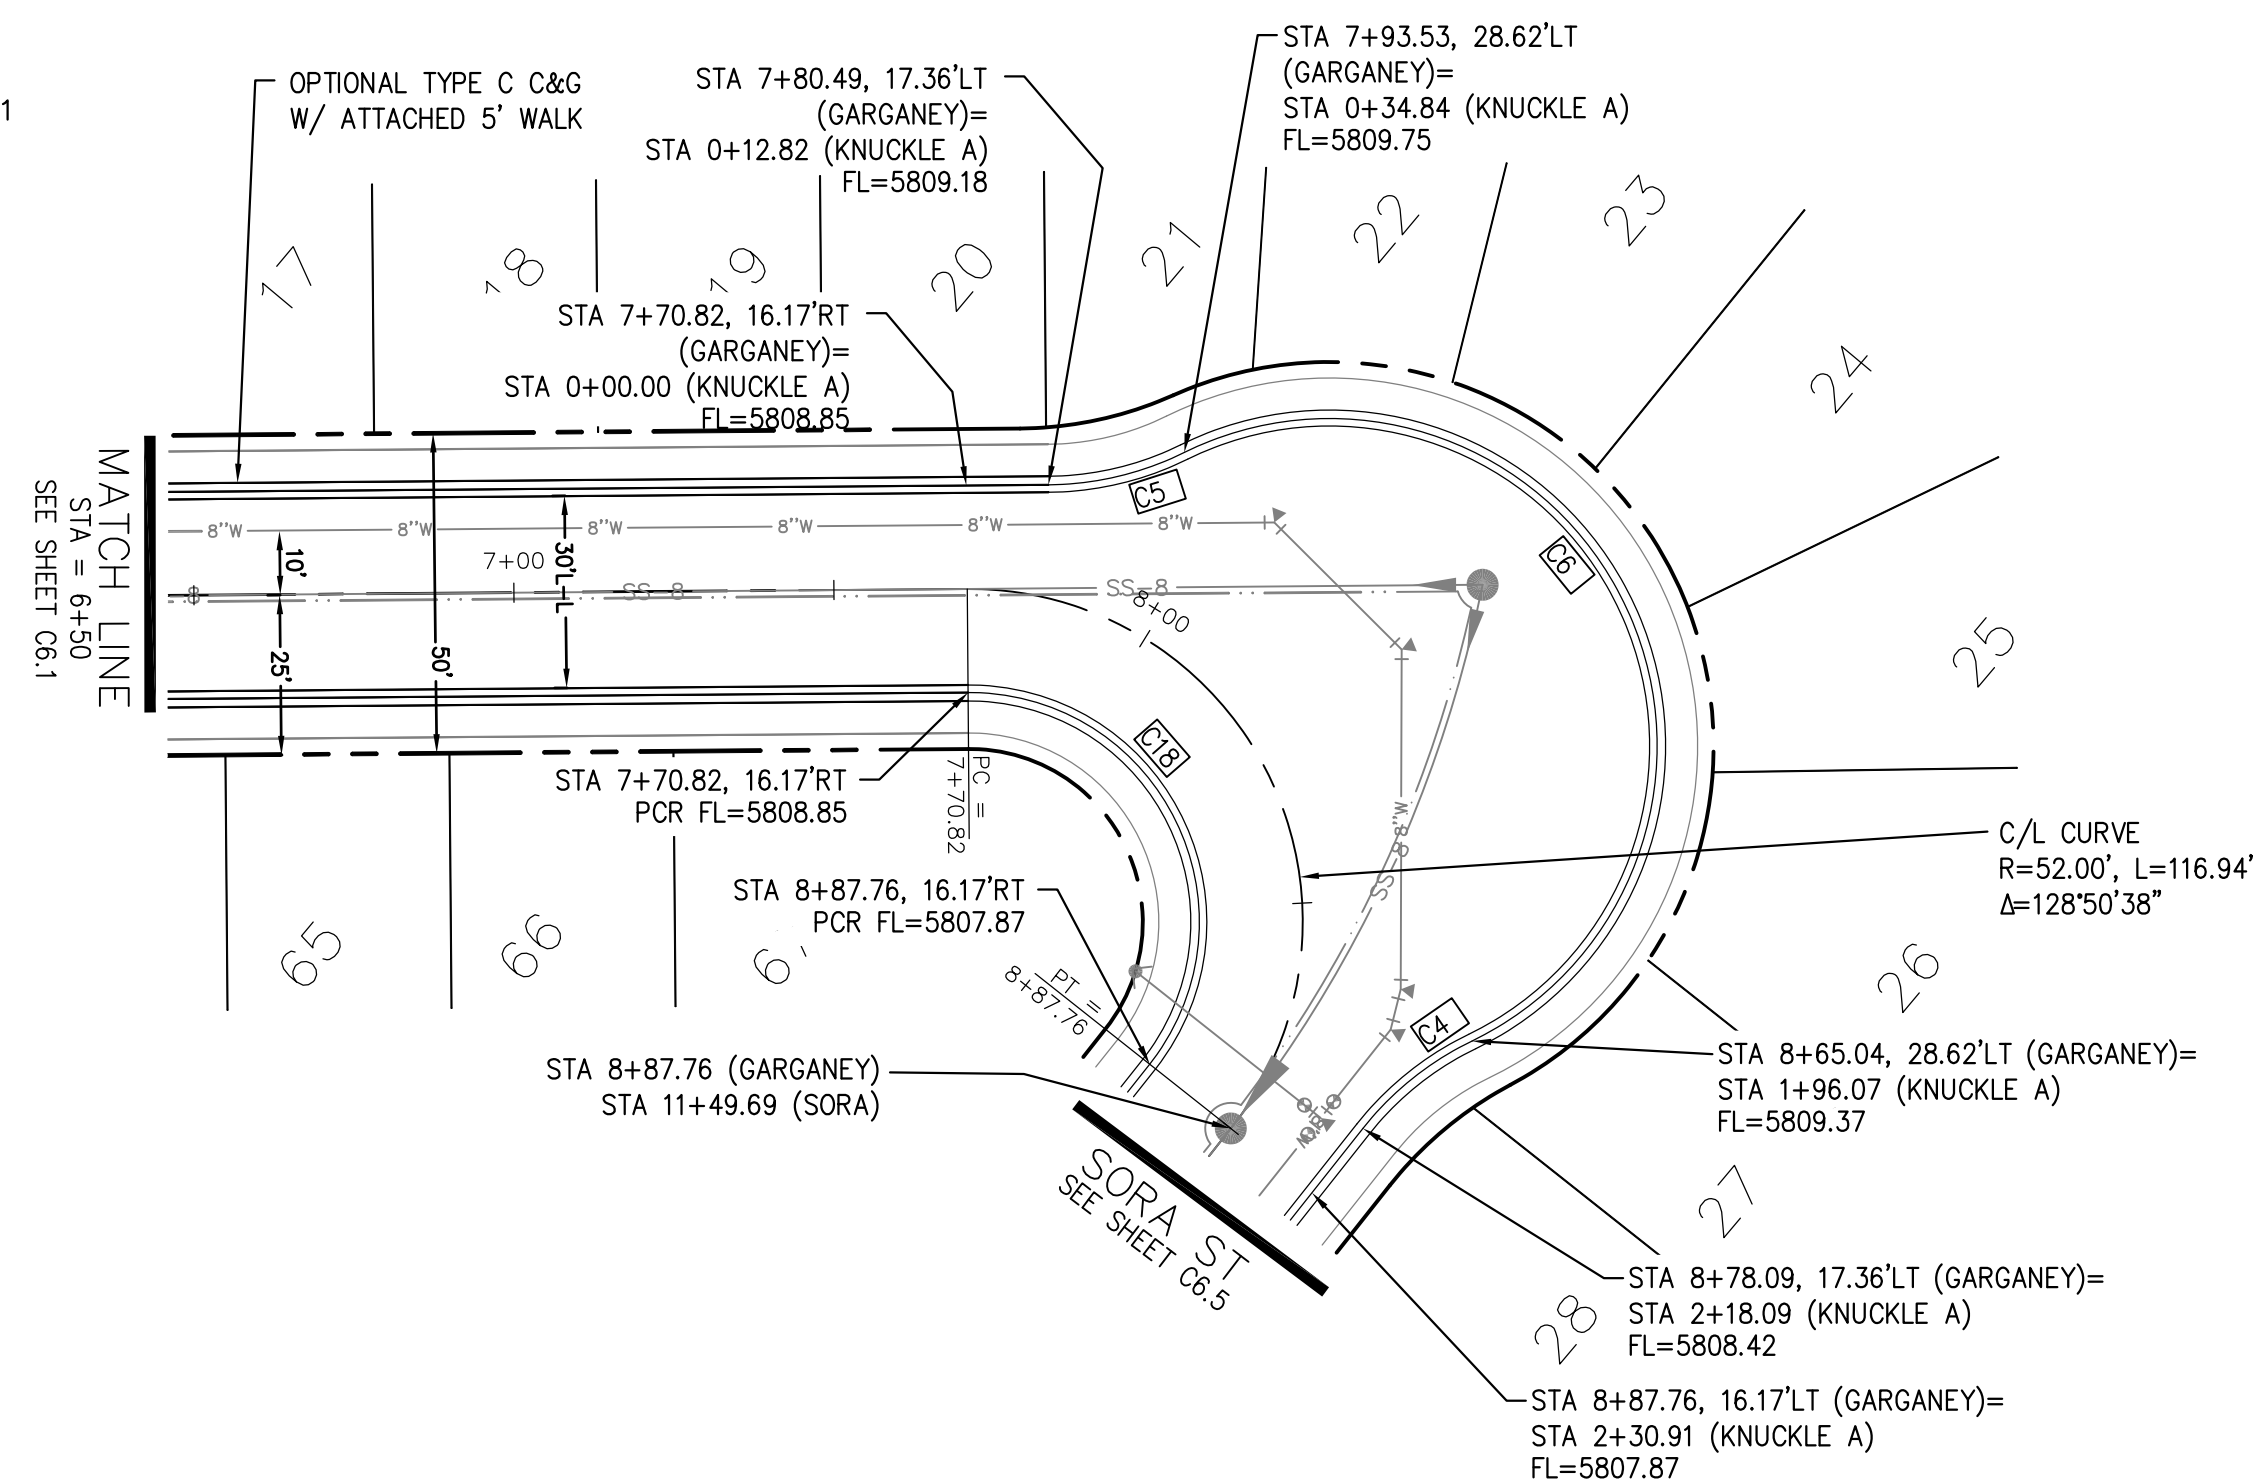 1
OPTIONAL TYPE C C&G
W/ ATTACHED 5' WALK
STA 7+80.49, 17.36'LT
(GARGANEY)=
STA 0+12.82 (KNUCKLE A)
FL=5809.18
STA 7+93.53, 28.62'LT
(GARGANEY)=
STA 0+34.84 (KNUCKLE A)
FL=5809.75
17
18
19
20
21
22
23
24
25
26
27
28
STA 7+70.82, 16.17'RT
(GARGANEY)=
STA 0+00.00 (KNUCKLE A)
FL=5808.85
MATCH LINE
STA = 6+50
SEE SHEET C6.1
8"W
8"W
8"W
8"W
8"W
8"W
10'
25'
50'
30'L-L
7+00
SS-8
SS-8
8+00
C5
C6
C18
C4
8"W
SS-8
8"W
PC =
7+70.82
STA 7+70.82, 16.17'RT
PCR FL=5808.85
STA 8+87.76, 16.17'RT
PCR FL=5807.87
PT =
8+87.76
65
66
STA 8+87.76 (GARGANEY)
STA 11+49.69 (SORA)
SORA ST
SEE SHEET C6.5
C/L CURVE
R=52.00', L=116.94'
Δ=128°50'38"
STA 8+65.04, 28.62'LT (GARGANEY)=
STA 1+96.07 (KNUCKLE A)
FL=5809.37
STA 8+78.09, 17.36'LT (GARGANEY)=
STA 2+18.09 (KNUCKLE A)
FL=5808.42
STA 8+87.76, 16.17'LT (GARGANEY)=
STA 2+30.91 (KNUCKLE A)
FL=5807.87